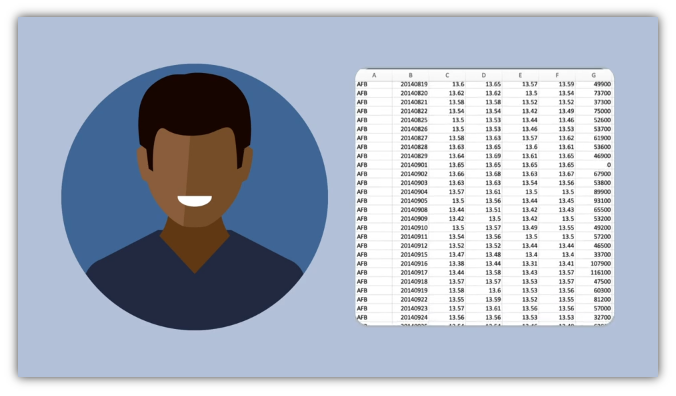 A B C D E F G
AFB 20140819 13.6 13.65 13.57 13.59 49900
AFB 20140820 13.62 13.62 13.5 13.54 73700
AFB 20140821 13.58 13.58 13.52 13.52 37300
AFB 20140822 13.54 13.54 13.42 13.49 75000
AFB 20140825 13.5 13.53 13.44 13.46 52600
AFB 20140826 13.5 13.53 13.46 13.53 53700
AFB 20140827 13.58 13.63 13.57 13.62 61900
AFB 20140828 13.63 13.65 13.6 13.61 53600
AFB 20140829 13.64 13.69 13.61 13.65 46900
AFB 20140901 13.65 13.65 13.65 13.65 0
AFB 20140902 13.66 13.68 13.63 13.67 67900
AFB 20140903 13.63 13.63 13.54 13.56 53800
AFB 20140904 13.57 13.61 13.5 13.5 89900
AFB 20140905 13.5 13.56 13.44 13.45 93100
AFB 20140908 13.44 13.51 13.42 13.43 65500
AFB 20140909 13.42 13.5 13.42 13.5 53200
AFB 20140910 13.5 13.57 13.49 13.55 49200
AFB 20140911 13.54 13.56 13.5 13.5 57200
AFB 20140912 13.52 13.52 13.44 13.44 46500
AFB 20140915 13.47 13.48 13.4 13.4 33700
AFB 20140916 13.38 13.44 13.31 13.41 107900
AFB 20140917 13.44 13.58 13.43 13.57 116100
AFB 20140918 13.57 13.57 13.53 13.57 47500
AFB 20140919 13.58 13.6 13.53 13.56 60300
AFB 20140922 13.55 13.59 13.52 13.55 81200
AFB 20140923 13.57 13.61 13.56 13.56 57000
AFB 20140924 13.56 13.56 13.53 13.53 32700